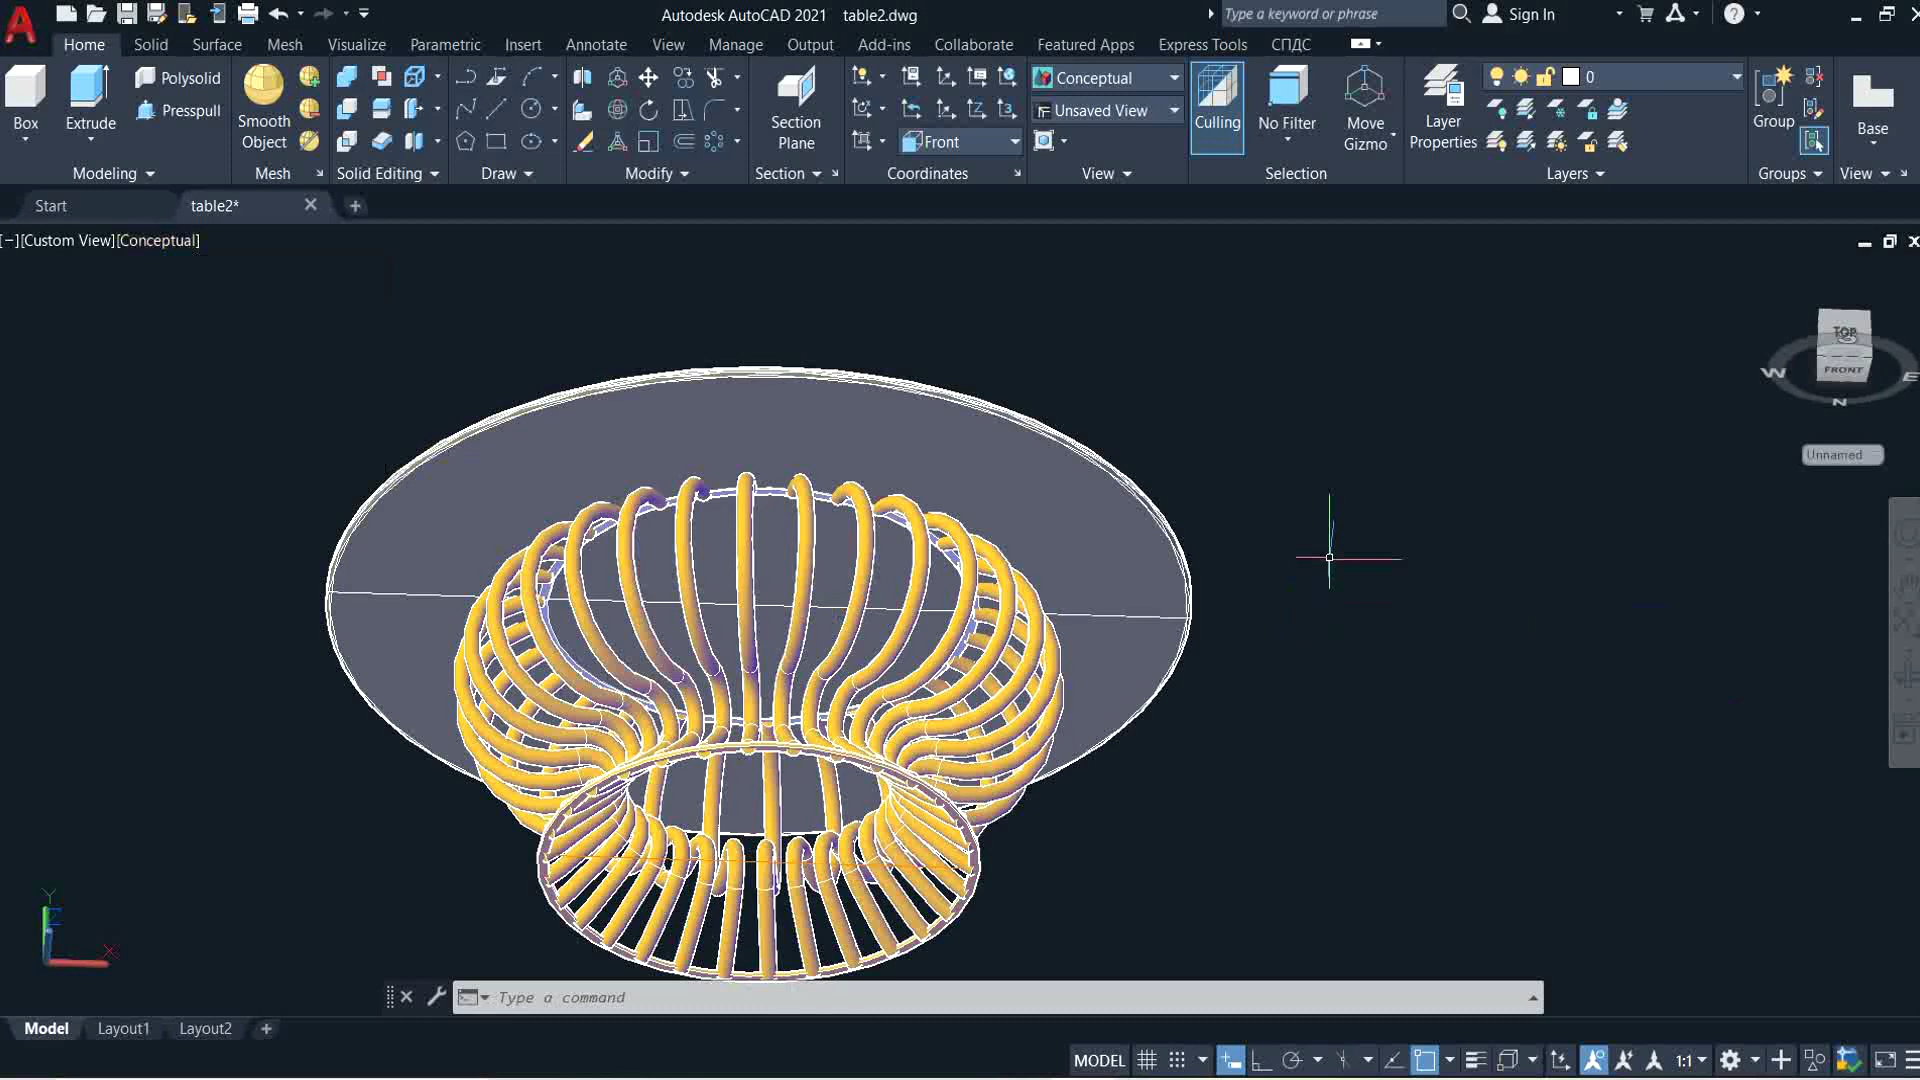 Autodesk AutoCAD 2021 table2.dwg
Type a keyword or phrase
Sign In
Home Solid Surface Mesh Visualize Parametric Insert Annotate View Manage Output Add-ins Collaborate Featured Apps Express Tools СПДС
Box
Extrude
Polysolid
Presspull
Modeling
Smooth
Object
Mesh
Solid Editing
Draw
Modify
Section
Plane
Section
Front
Coordinates
Conceptual
Unsaved View
View
Culling
No Filter
Move
Gizmo
Selection
Layer
Properties
0
Layers
Group
Groups
Base
View
Start
table2*
[−][Custom View][Conceptual]
TOP
FRONT
W
E
N
Unnamed
Y
Z
X
Type a command
Model Layout1 Layout2
MODEL
1:1